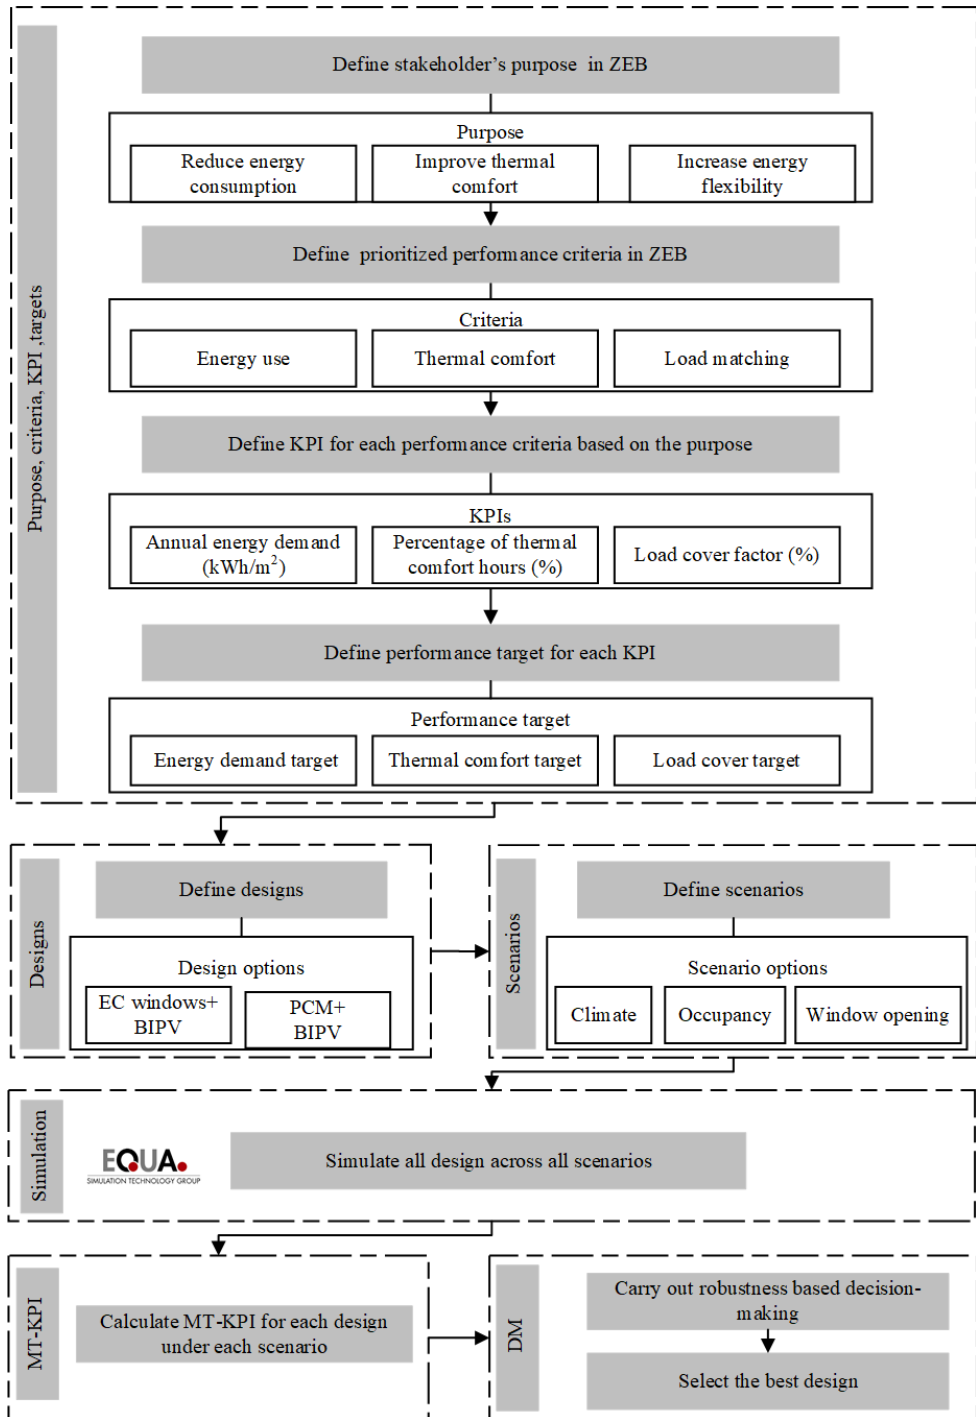 Purpose, criteria, KPI ,targets
Define stakeholder’s purpose in ZEB
Purpose
Reduce energy
consumption
Improve thermal
comfort
Increase energy
flexibility
Define prioritized performance criteria in ZEB
Criteria
Energy use
Thermal comfort
Load matching
Define KPI for each performance criteria based on the purpose
KPIs
Annual energy demand
(kWh/m²)
Percentage of thermal
comfort hours (%)
Load cover factor (%)
Define performance target for each KPI
Performance target
Energy demand target
Thermal comfort target
Load cover target
Designs
Define designs
Design options
EC windows+
BIPV
PCM+
BIPV
Scenarios
Define scenarios
Scenario options
Climate
Occupancy
Window opening
Simulation
EQUA.
SIMULATION TECHNOLOGY GROUP
Simulate all design across all scenarios
MT-KPI
Calculate MT-KPI for each design
under each scenario
DM
Carry out robustness based decision-
making
Select the best design